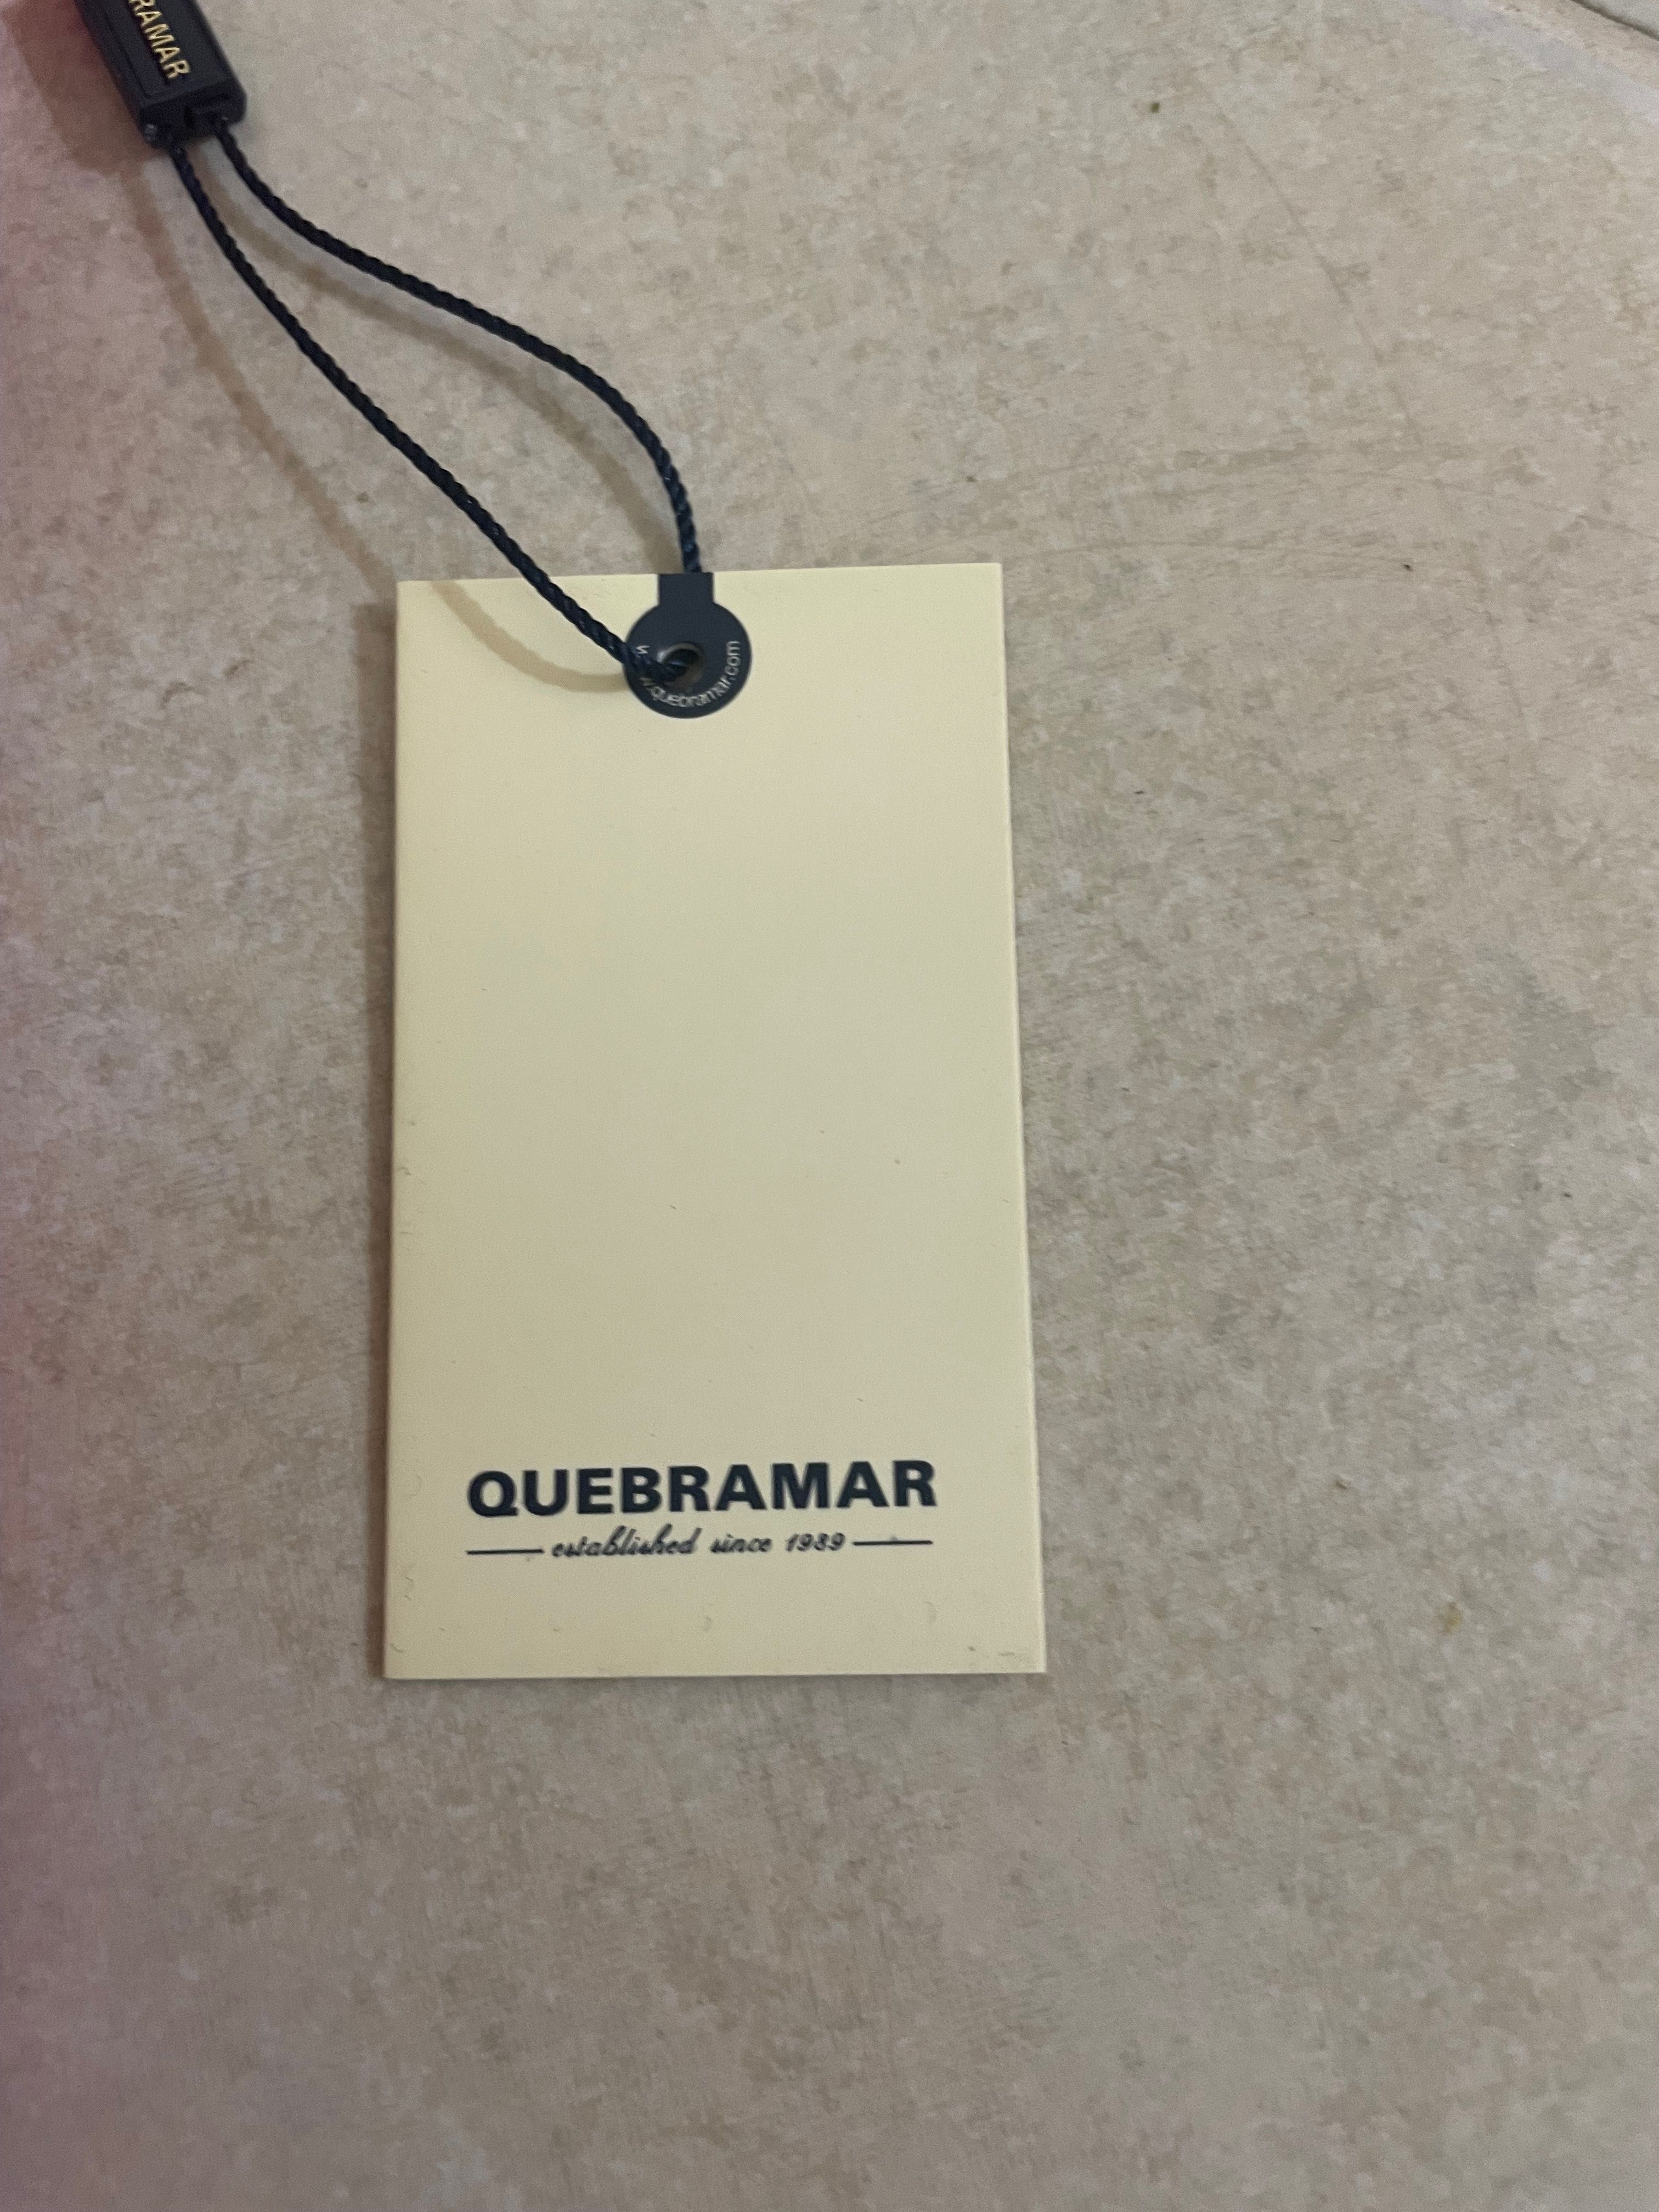 RAMAR
quebramar.com
QUEBRAMAR
established since 1989